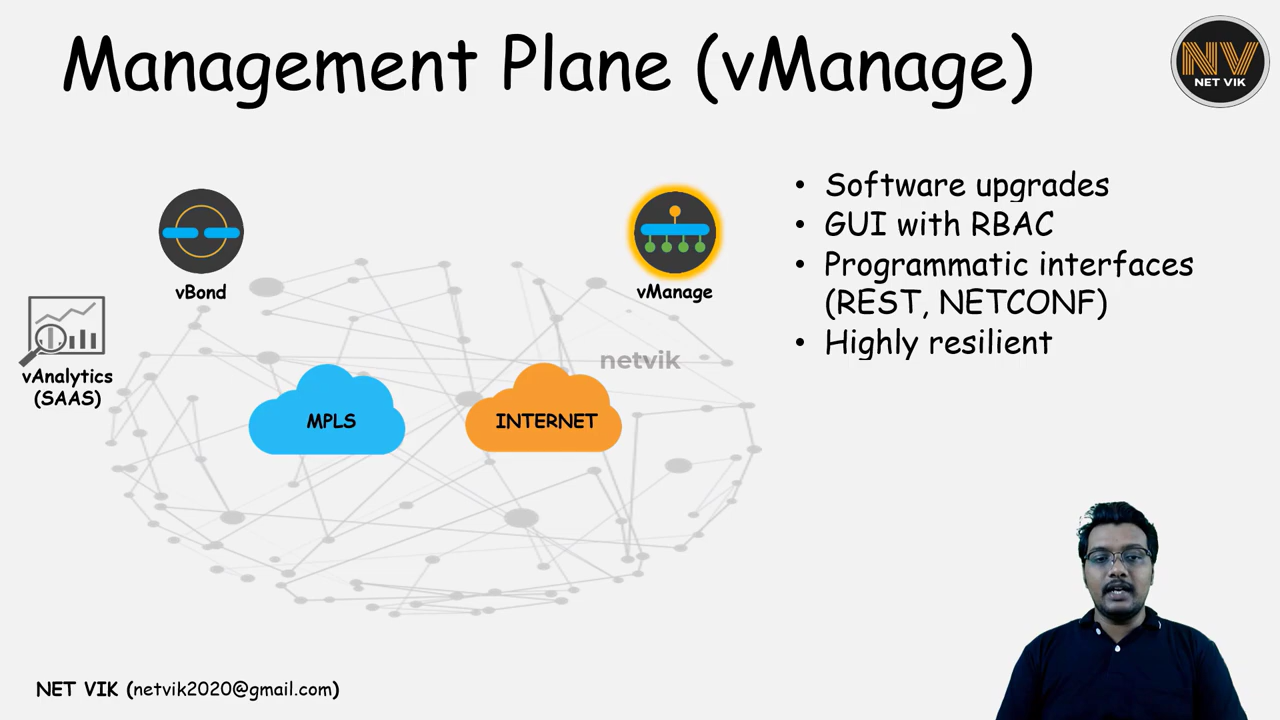 Management Plane (vManage)
NV
NET VIK
vBond
vManage
vAnalytics
(SAAS)
netvik
MPLS
INTERNET
• Software upgrades
• GUI with RBAC
• Programmatic interfaces
(REST, NETCONF)
• Highly resilient
NET VIK (netvik2020@gmail.com)